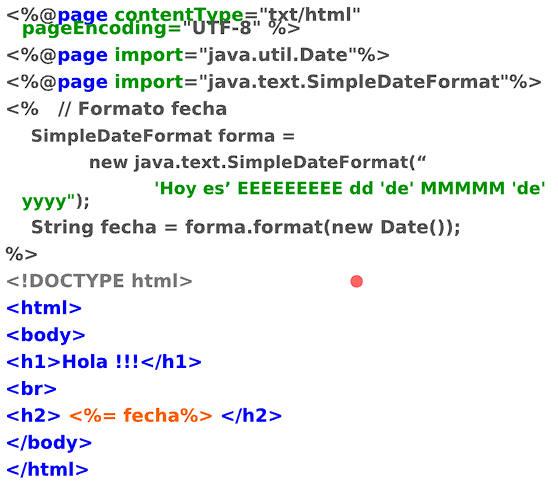 <%@page contentType="txt/html"
pageEncoding="UTF-8" %>
<%@page import="java.util.Date"%>
<%@page import="java.text.SimpleDateFormat"%>
<% // Formato fecha
SimpleDateFormat forma =
new java.text.SimpleDateFormat(“
'Hoy es’ EEEEEEEEE dd 'de' MMMMM 'de'
yyyy");
String fecha = forma.format(new Date());
%>
<!DOCTYPE html>
<html>
<body>
<h1>Hola !!!</h1>
<br>
<h2> <%= fecha%> </h2>
</body>
</html>